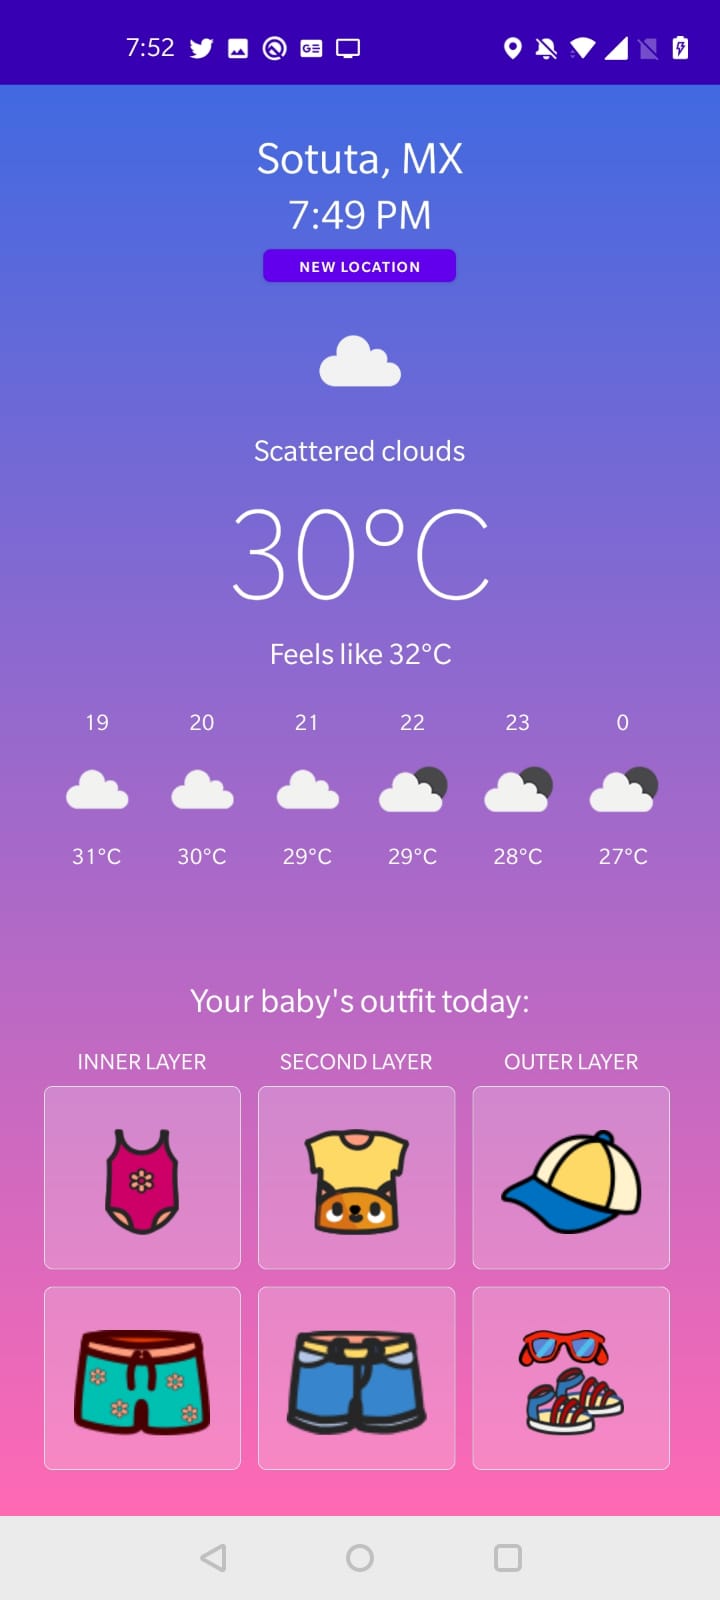 7:52
GE
Sotuta, MX
7:49 PM
NEW LOCATION
Scattered clouds
30°C
Feels like 32°C
19 20 21 22 23 0
31°C 30°C 29°C 29°C 28°C 27°C
Your baby's outfit today:
INNER LAYER SECOND LAYER OUTER LAYER